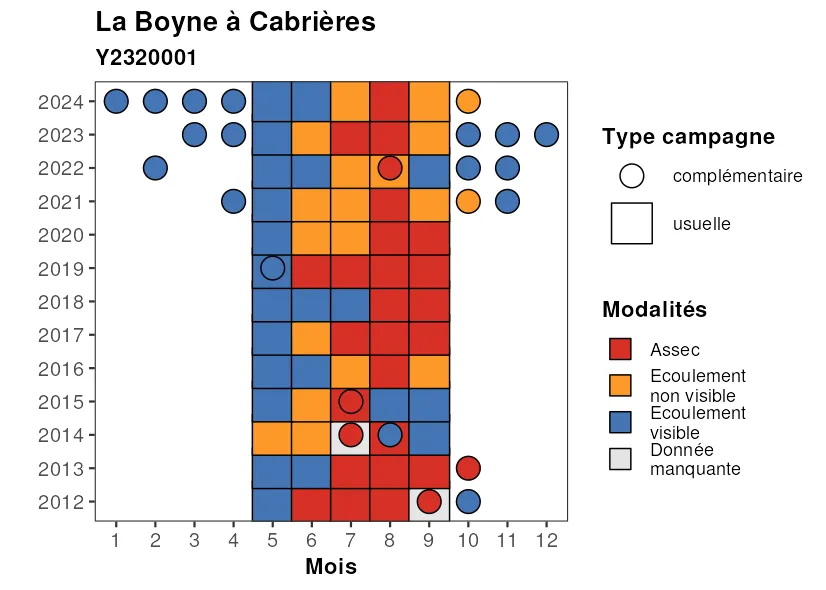 La Boyne à Cabrières
Y2320001
2024
2023
2022
2021
2020
2019
2018
2017
2016
2015
2014
2013
2012
1 2 3 4 5 6 7 8 9 10 11 12
Mois
Type campagne
complémentaire
usuelle
Modalités
Assec
Ecoulement
non visible
Ecoulement
visible
Donnée
manquante